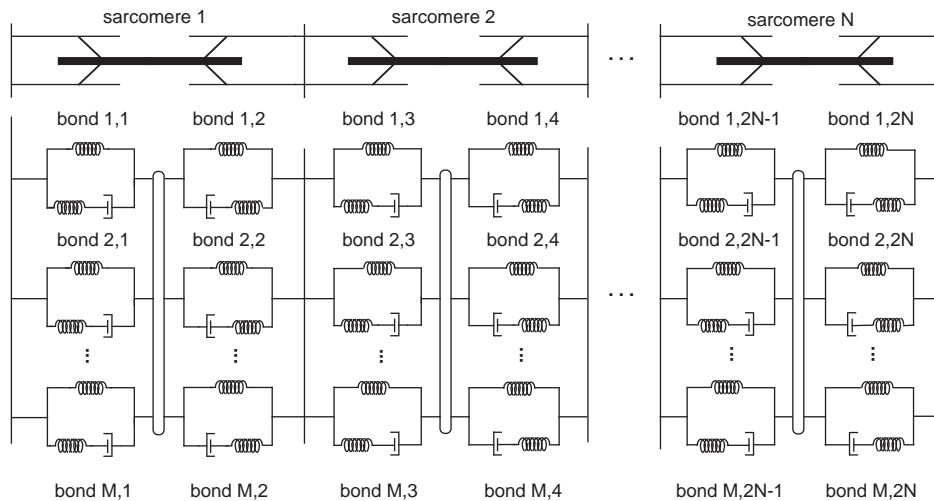 sarcomere 1 sarcomere 2 sarcomere N
. . .
bond 1,1 bond 1,2 bond 1,3 bond 1,4 bond 1,2N-1 bond 1,2N
bond 2,1 bond 2,2 bond 2,3 bond 2,4 bond 2,2N-1 bond 2,2N
. . .
... ... ... ... ... ...
bond M,1 bond M,2 bond M,3 bond M,4 bond M,2N-1 bond M,2N